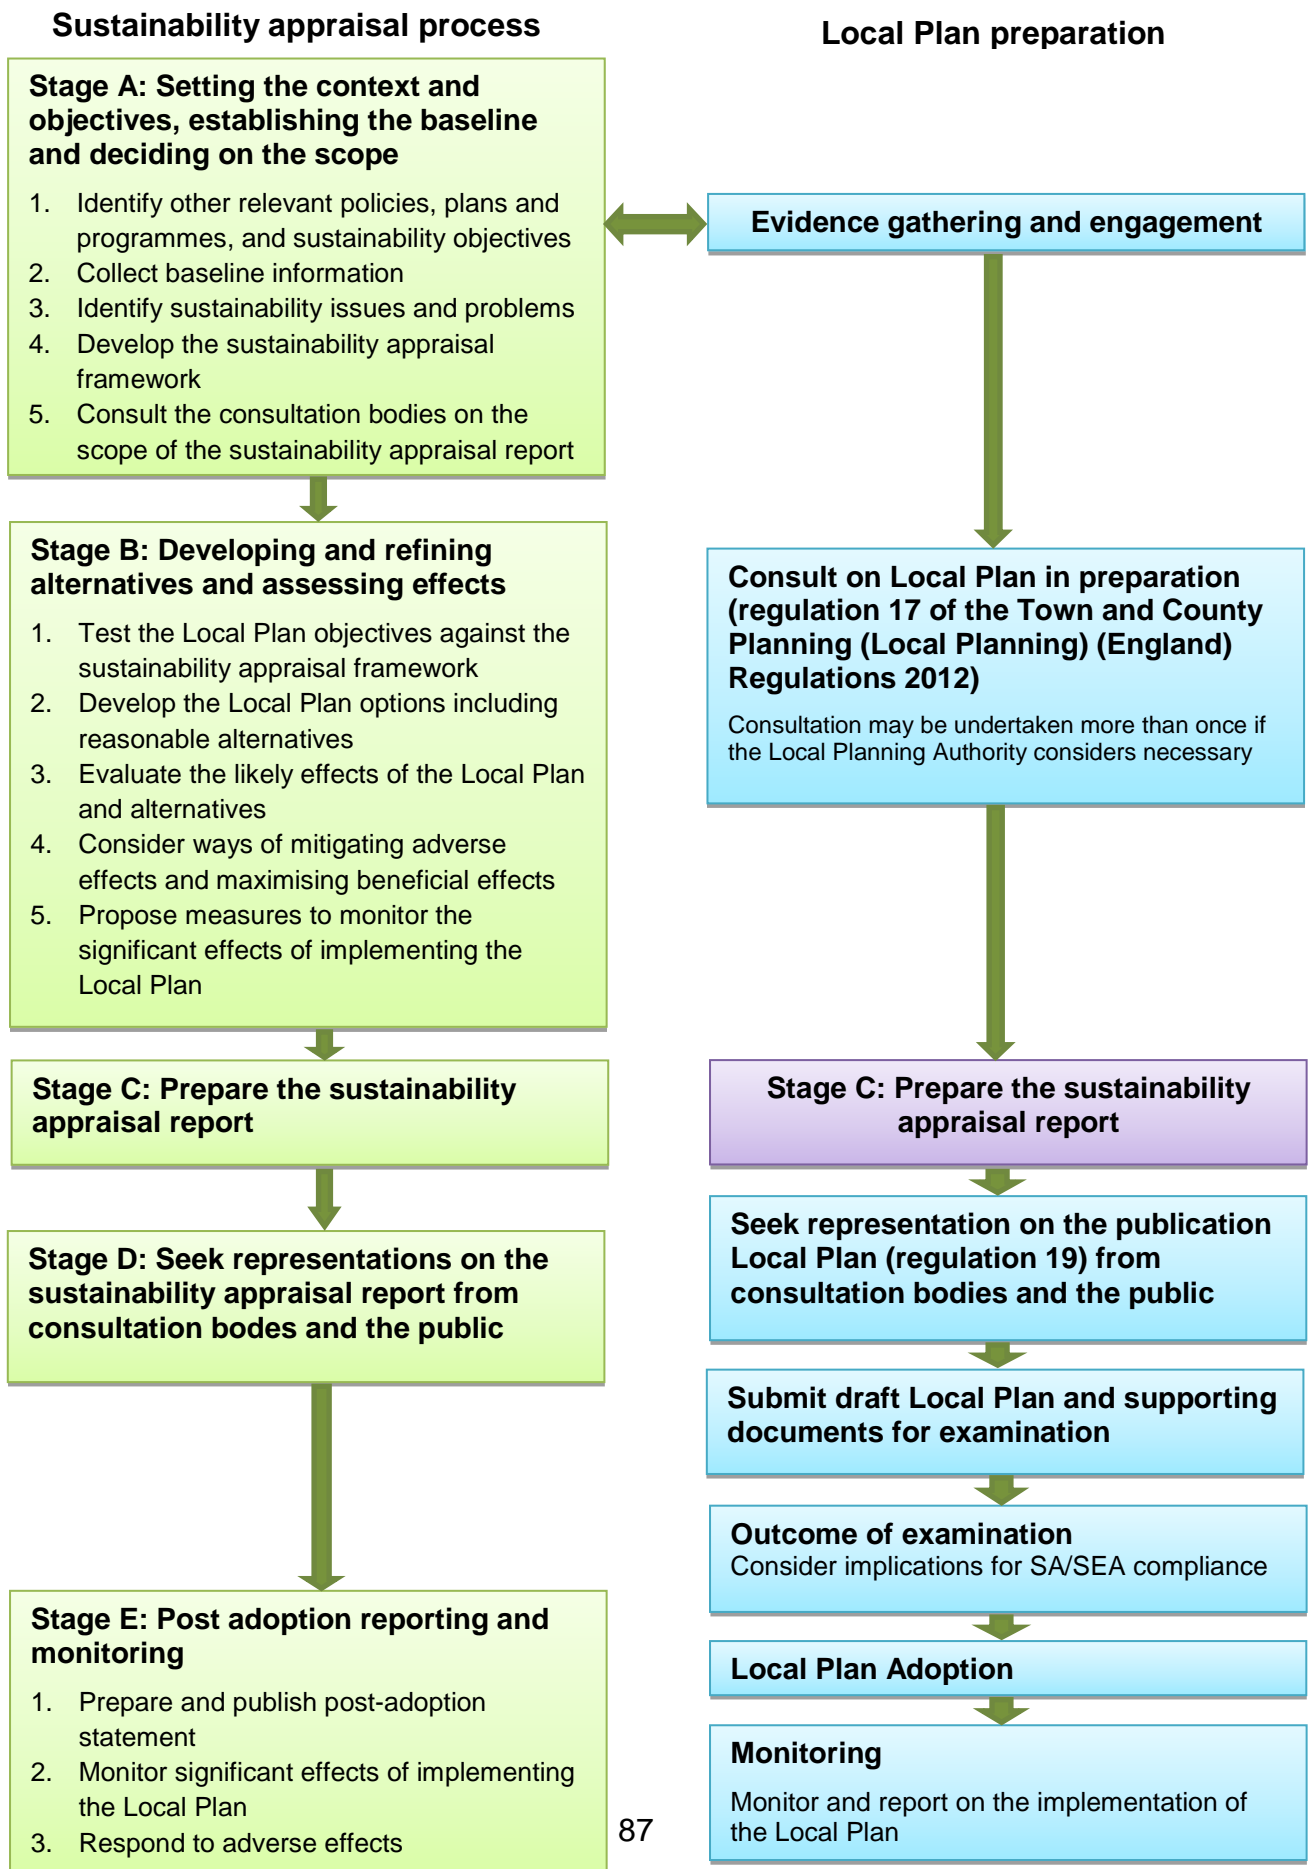 Sustainability appraisal process
Stage A: Setting the context and
objectives, establishing the baseline
and deciding on the scope
1. Identify other relevant policies, plans and
programmes, and sustainability objectives
2. Collect baseline information
3. Identify sustainability issues and problems
4. Develop the sustainability appraisal
framework
5. Consult the consultation bodies on the
scope of the sustainability appraisal report
Stage B: Developing and refining
alternatives and assessing effects
1. Test the Local Plan objectives against the
sustainability appraisal framework
2. Develop the Local Plan options including
reasonable alternatives
3. Evaluate the likely effects of the Local Plan
and alternatives
4. Consider ways of mitigating adverse
effects and maximising beneficial effects
5. Propose measures to monitor the
significant effects of implementing the
Local Plan
Stage C: Prepare the sustainability
appraisal report
Stage D: Seek representations on the
sustainability appraisal report from
consultation bodes and the public
Stage E: Post adoption reporting and
monitoring
1. Prepare and publish post-adoption
statement
2. Monitor significant effects of implementing
the Local Plan
3. Respond to adverse effects
Local Plan preparation
Evidence gathering and engagement
Consult on Local Plan in preparation
(regulation 17 of the Town and County
Planning (Local Planning) (England)
Regulations 2012)
Consultation may be undertaken more than once if
the Local Planning Authority considers necessary
Stage C: Prepare the sustainability
appraisal report
Seek representation on the publication
Local Plan (regulation 19) from
consultation bodies and the public
Submit draft Local Plan and supporting
documents for examination
Outcome of examination
Consider implications for SA/SEA compliance
Local Plan Adoption
Monitoring
Monitor and report on the implementation of
the Local Plan
87